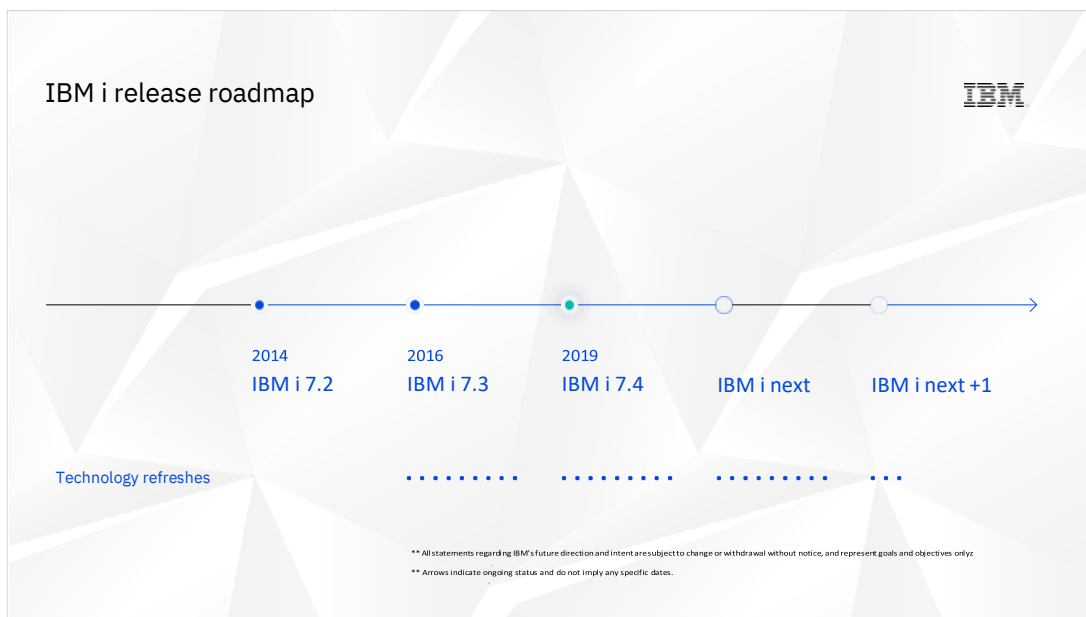 IBM i release roadmap
IBM
2014
2016
2019
IBM i 7.2
IBM i 7.3
IBM i 7.4
IBM i next
IBM i next +1
Technology refreshes
** All statements regarding IBM's future direction and intent are subject to change or withdrawal without notice, and represent goals and objectives onlyz
** Arrows indicate ongoing status and do not imply any specific dates.